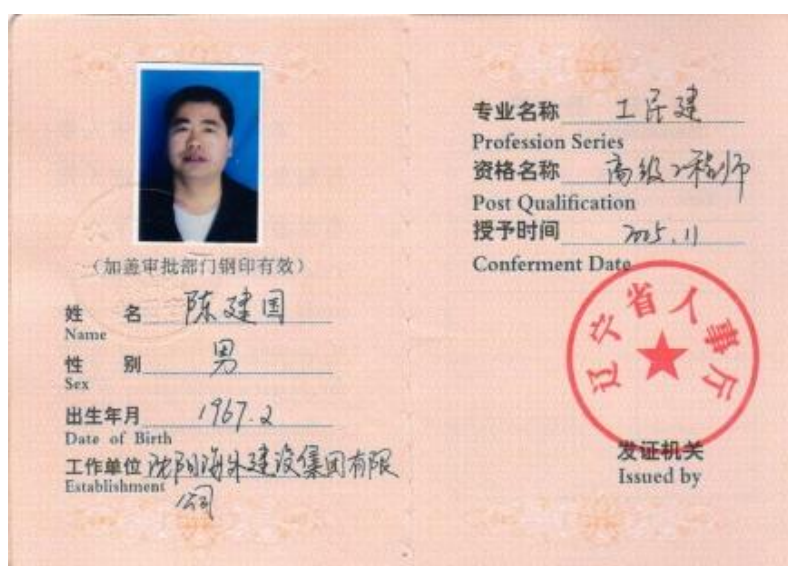 (加盖审批部门钢印有效)
姓 名 陈建国
Name
性 别 男
Sex
出生年月 1967.2
Date of Birth
工作单位 沈阳海外建设集团有限
Establishment 公司
专业名称 工民建
Profession Series
资格名称 高级工程师
Post Qualification
授予时间 2005.11
Conferment Date
辽宁省人事厅
发证机关
Issued by